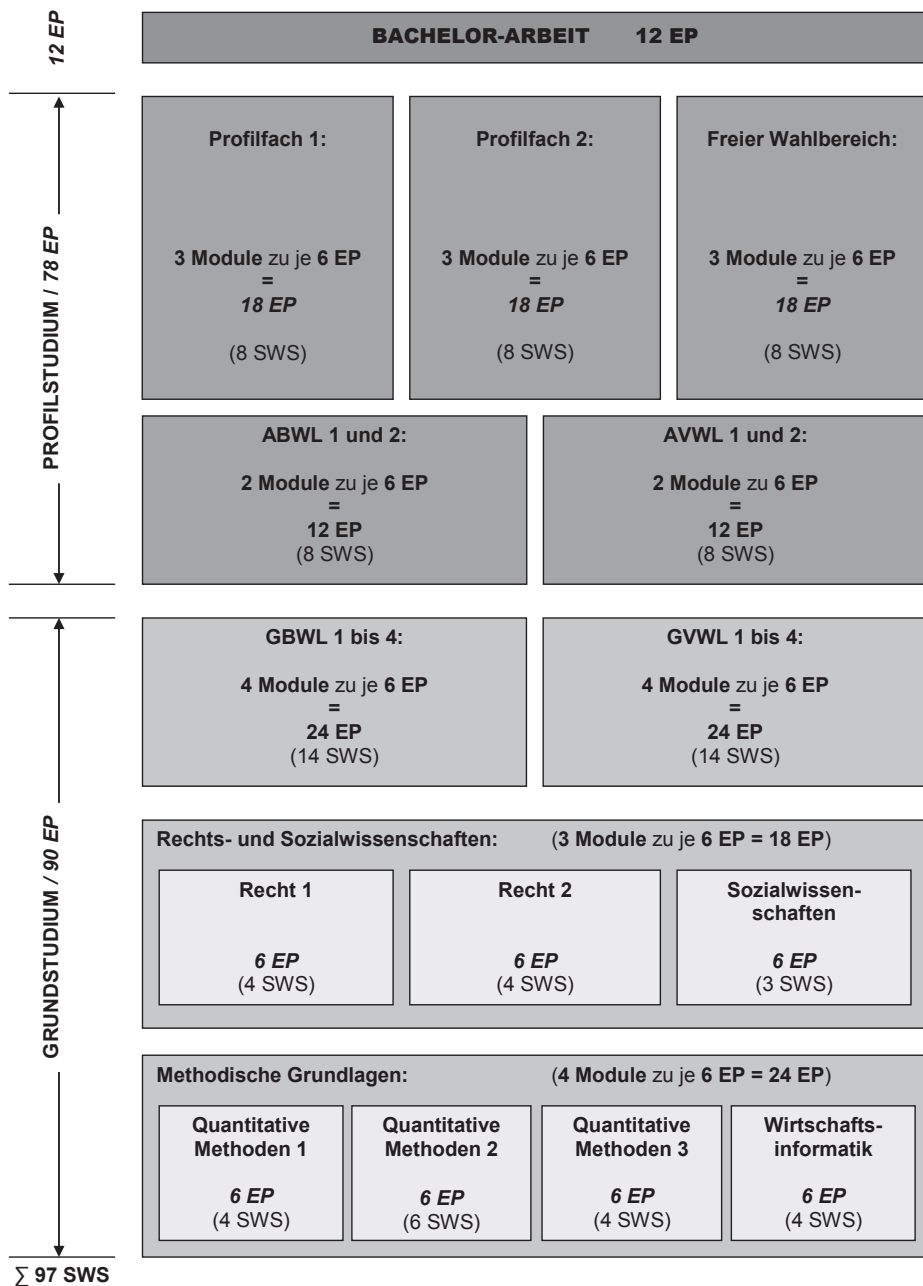 12 EP
BACHELOR-ARBEIT 12 EP
PROFILSTUDIUM / 78 EP
Profilfach 1:
3 Module zu je 6 EP
=
18 EP
(8 SWS)
Profilfach 2:
3 Module zu je 6 EP
=
18 EP
(8 SWS)
Freier Wahlbereich:
3 Module zu je 6 EP
=
18 EP
(8 SWS)
ABWL 1 und 2:
2 Module zu je 6 EP
=
12 EP
(8 SWS)
AVWL 1 und 2:
2 Module zu 6 EP
=
12 EP
(8 SWS)
GRUNDSTUDIUM / 90 EP
GBWL 1 bis 4:
4 Module zu je 6 EP
=
24 EP
(14 SWS)
GVWL 1 bis 4:
4 Module zu je 6 EP
=
24 EP
(14 SWS)
Rechts- und Sozialwissenschaften: (3 Module zu je 6 EP = 18 EP)
Recht 1
6 EP
(4 SWS)
Recht 2
6 EP
(4 SWS)
Sozialwissen-
schaften
6 EP
(3 SWS)
Methodische Grundlagen: (4 Module zu je 6 EP = 24 EP)
Quantitative
Methoden 1
6 EP
(4 SWS)
Quantitative
Methoden 2
6 EP
(6 SWS)
Quantitative
Methoden 3
6 EP
(4 SWS)
Wirtschafts-
informatik
6 EP
(4 SWS)
∑ 97 SWS